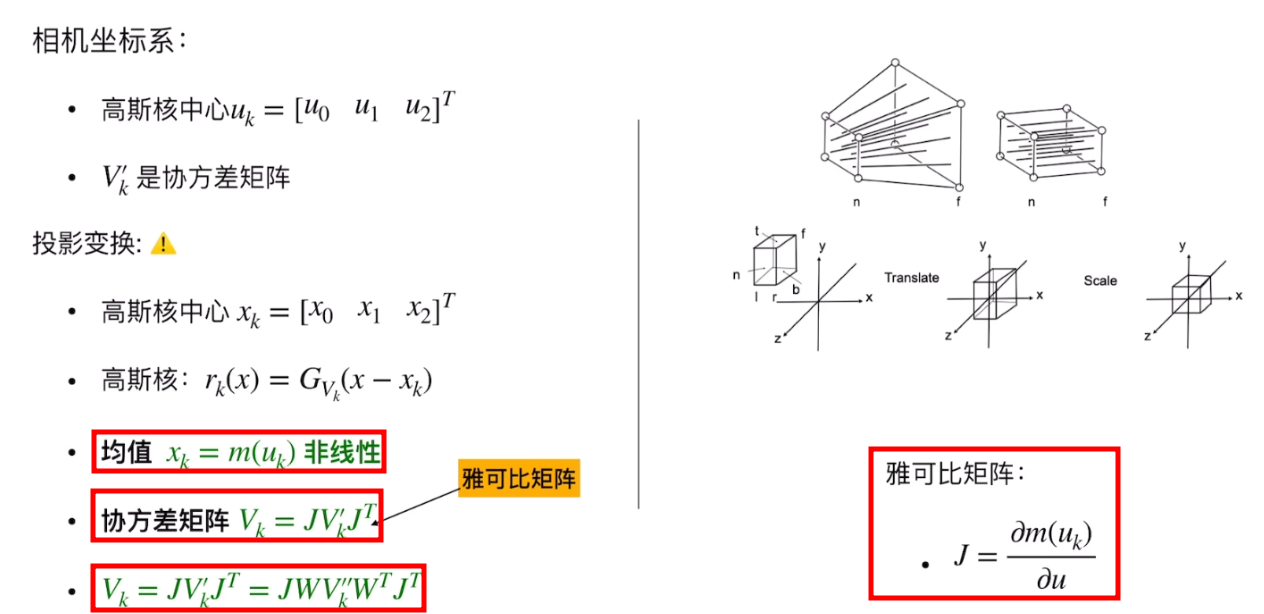 相机坐标系：
• 高斯核中心 $u_k = [u_0 \quad u_1 \quad u_2]^T$
• $V_k'$ 是协方差矩阵
投影变换: ⚠️
• 高斯核中心 $x_k = [x_0 \quad x_1 \quad x_2]^T$
• 高斯核：$r_k(x) = G_{V_k}(x - x_k)$
• 均值 $x_k = m(u_k)$ 非线性
雅可比矩阵
• 协方差矩阵 $V_k = JV_k'J^T$
• $V_k = JV_k'J^T = JWV_k''W^TJ^T$
n f n f
t f n l r b y x z
Translate
y x z
Scale
y x z
雅可比矩阵：
• $J = \frac{\partial m(u_k)}{\partial u}$